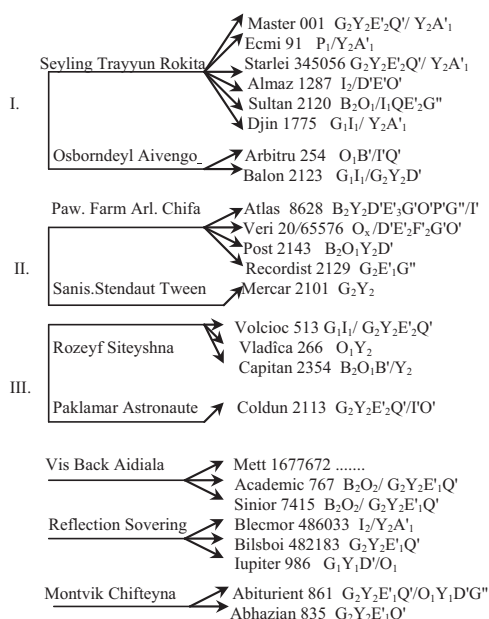 Master 001 G₂Y₂E'₂Q'/ Y₂A'₁
Ecmi 91 P₁/Y₂A'₁
Seyling Trayyun Rokita Starlei 345056 G₂Y₂E'₂Q'/ Y₂A'₁
Almaz 1287 I₂/D'E'O'
I. Sultan 2120 B₂O₁/I₁QE'₂G"
Djin 1775 G₁I₁/ Y₂A'₁
Osborndeyl Aivengo Arbitru 254 O₁B'/I'Q'
Balon 2123 G₁I₁/G₂Y₂D'
Paw. Farm Arl. Chifa Atlas 8628 B₂Y₂D'E'₃G'O'P'G"/I'
Veri 20/65576 Oₓ/D'E'₂F'₂G'O'
II. Post 2143 B₂O₁Y₂D'
Recordist 2129 G₂E'₁G"
Sanis.Stendaut Tween Mercar 2101 G₂Y₂
Volcioc 513 G₁I₁/ G₂Y₂E'₂Q'
Rozeyf Siteyshna Vladîca 266 O₁Y₂
Capitan 2354 B₂O₁B'/Y₂
III.
Paklamar Astronaute Coldun 2113 G₂Y₂E'₂Q'/I'O'
Vis Back Aidiala Mett 1677672 .......
Academic 767 B₂O₂/ G₂Y₂E'₁Q'
Sinior 7415 B₂O₂/ G₂Y₂E'₁Q'
Reflection Sovering Blecmor 486033 I₂/Y₂A'₁
Bilsboi 482183 G₂Y₂E'₁Q'
Iupiter 986 G₁Y₁D'/O₁
Montvik Chifteyna Abiturient 861 G₂Y₂E'₁Q'/O₁Y₁D'G"
Abhazian 835 G₂Y₂E'₁Q'